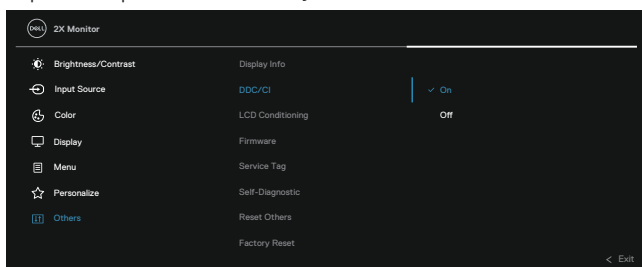 DELL 2X Monitor
Brightness/Contrast Display Info
Input Source DDC/CI ✓ On
Color LCD Conditioning Off
Display Firmware
Menu Service Tag
Personalize Self-Diagnostic
Others Reset Others
Factory Reset
< Exit